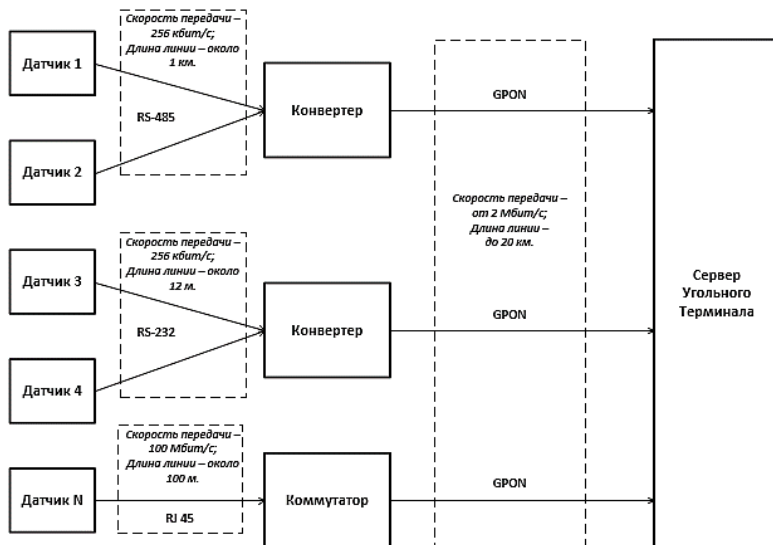 Скорость передачи –
256 кбит/с;
Длина линии – около
1 км.
Датчик 1
RS-485
Датчик 2
Конвертер
GPON
Скорость передачи –
от 2 Мбит/с;
Длина линии –
до 20 км.
Скорость передачи –
256 кбит/с;
Длина линии – около
12 м.
Датчик 3
RS-232
Датчик 4
Конвертер
GPON
Сервер
Угольного
Терминала
Скорость передачи –
100 Мбит/с;
Длина линии – около
100 м.
Датчик N
RJ 45
Коммутатор
GPON